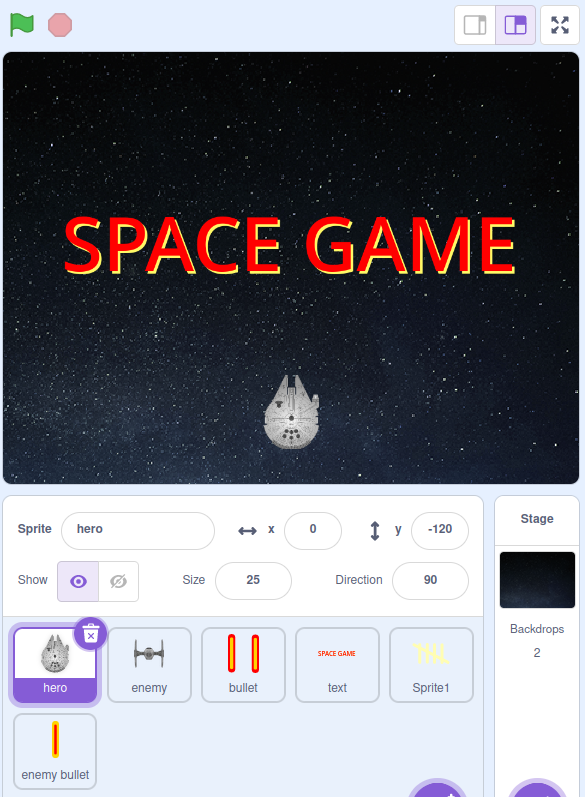 SPACE GAME
Sprite hero x 0 y -120
Show Size 25 Direction 90
Stage
Backdrops
2
SPACE GAME
hero enemy bullet text Sprite1
enemy bullet